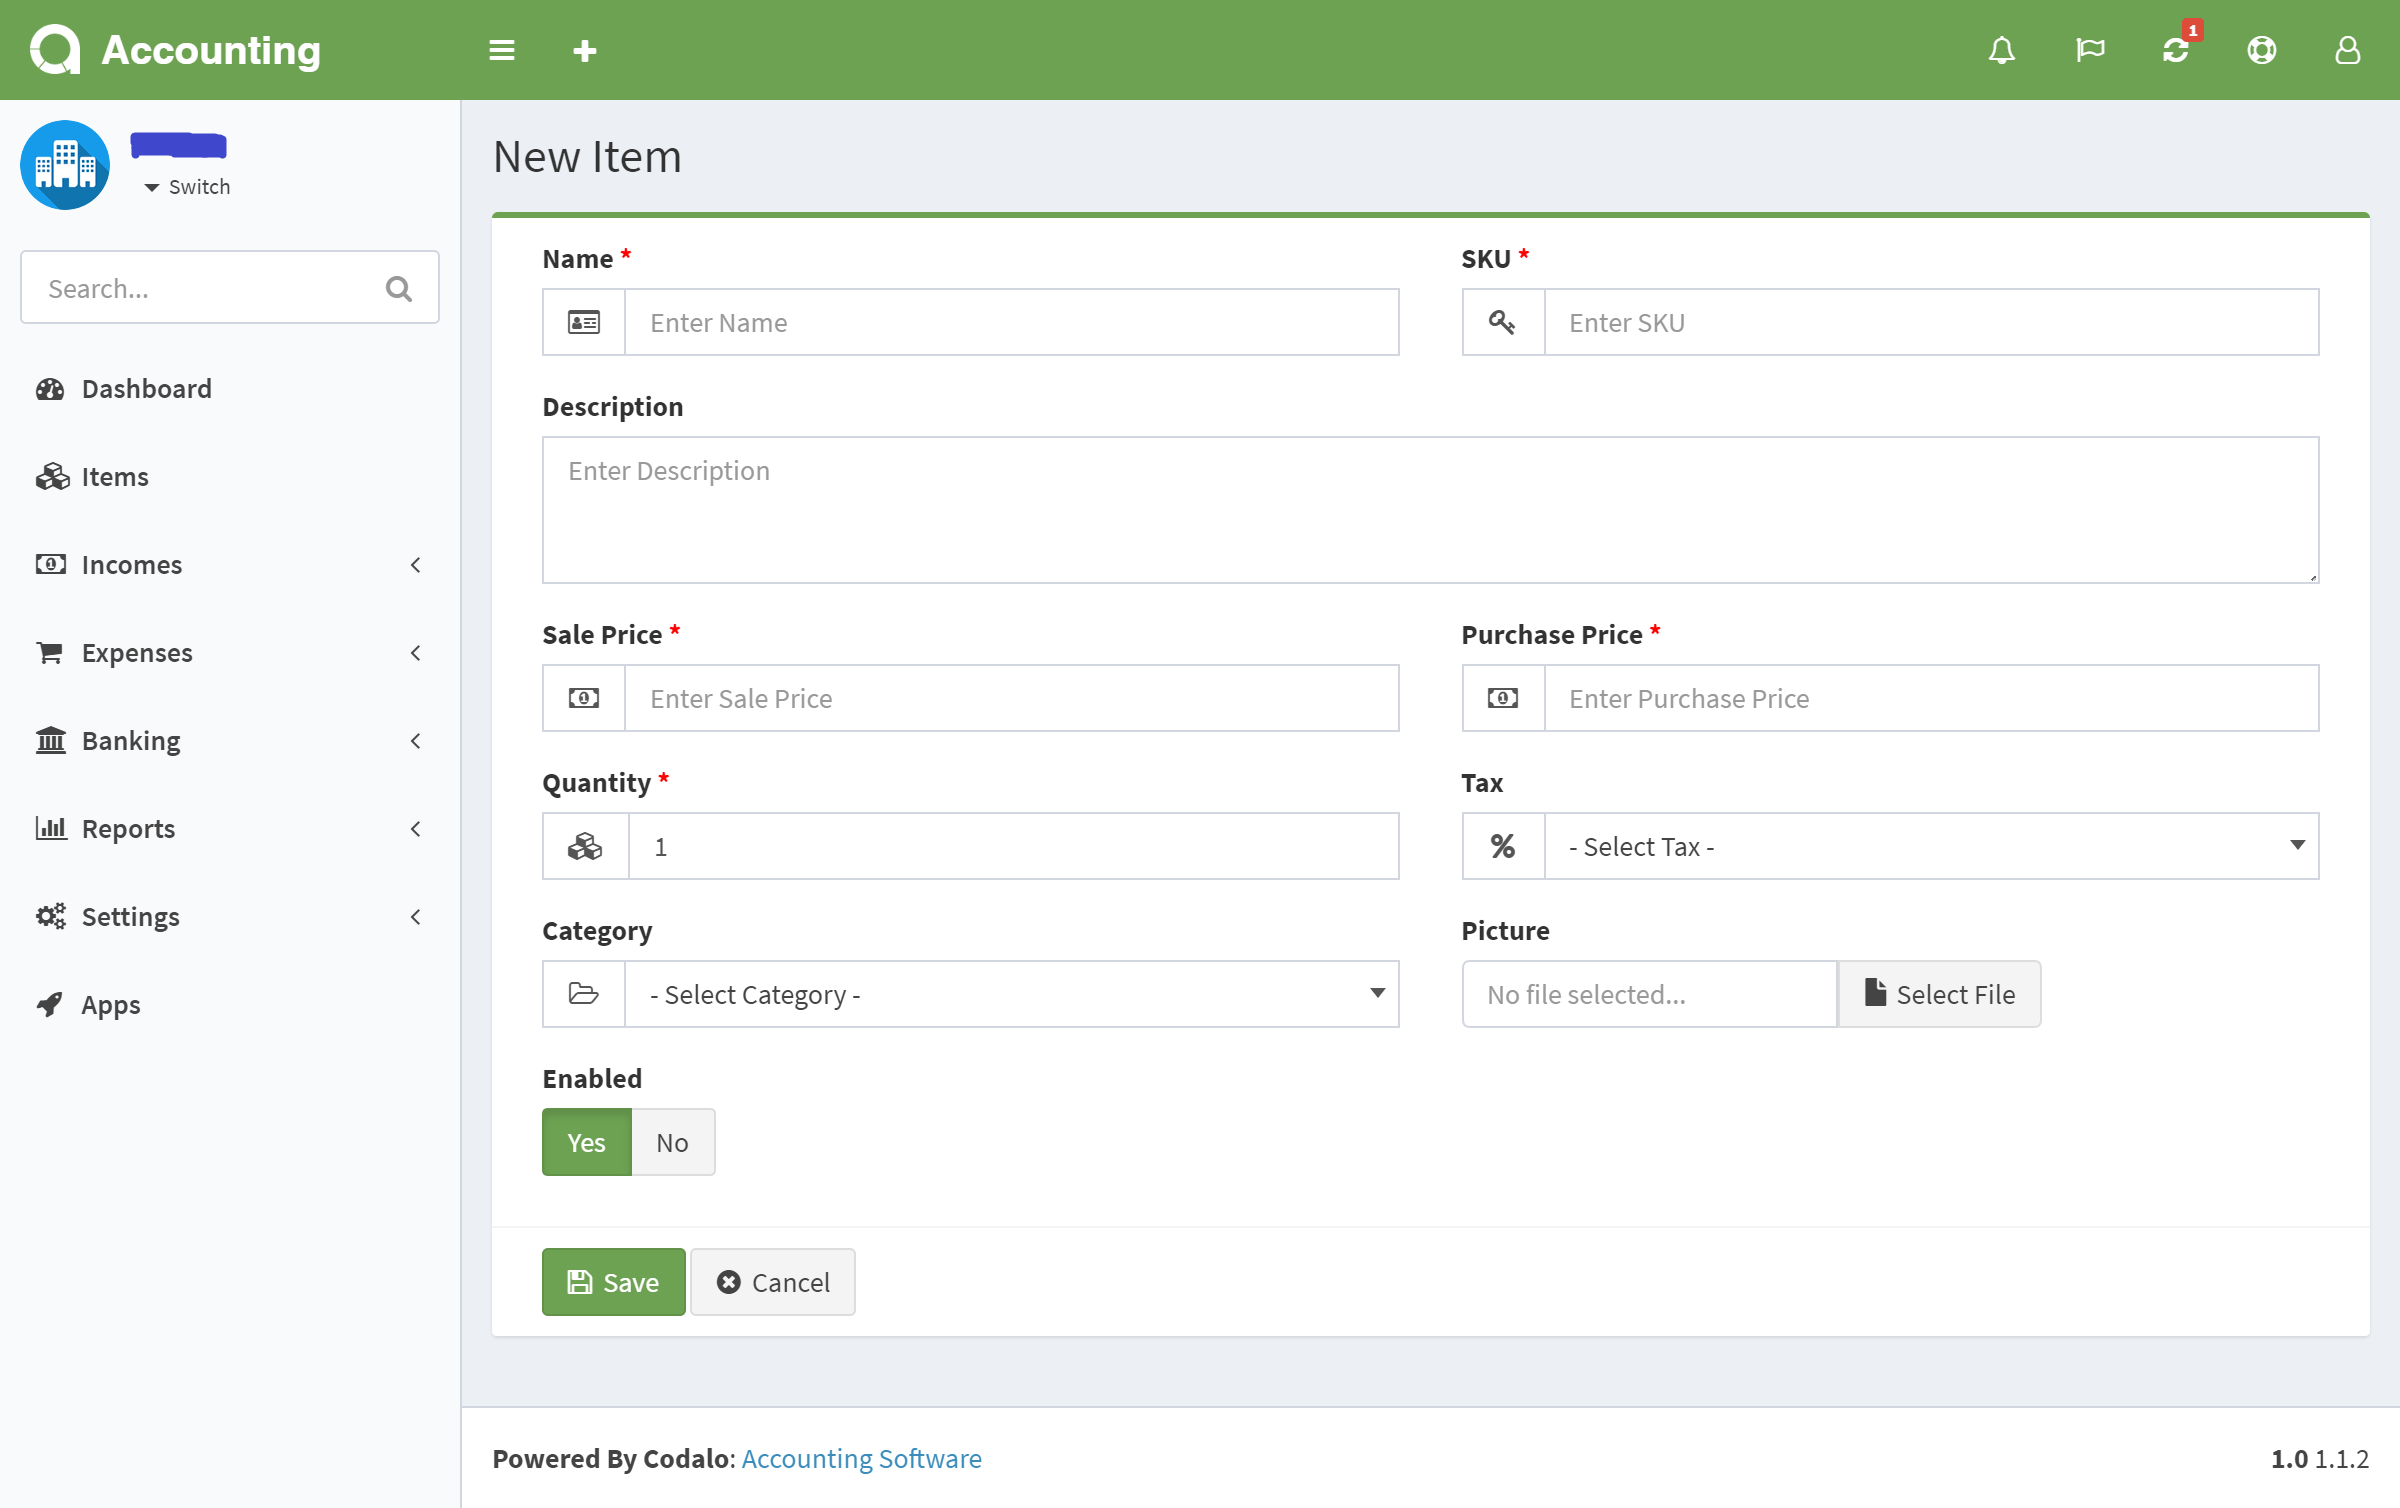 Accounting
1
Switch
Search...
Dashboard
Items
Incomes
Expenses
Banking
Reports
Settings
Apps
New Item
Name *
SKU *
Enter Name
Enter SKU
Description
Enter Description
Sale Price *
Purchase Price *
Enter Sale Price
Enter Purchase Price
Quantity *
Tax
1
% - Select Tax -
Category
Picture
- Select Category -
No file selected...
Select File
Enabled
Yes
No
Save
Cancel
Powered By Codalo: Accounting Software
1.0 1.1.2